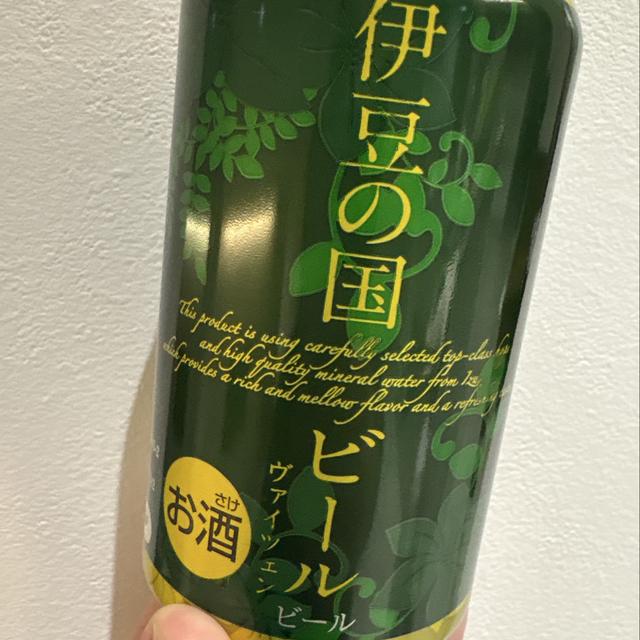 伊豆の国
This product is using carefully selected top-class
and high quality mineral water from Izu,
which provides a rich and mellow flavor and a
ビール
ヴァイツェン
さけ
お酒
ビール